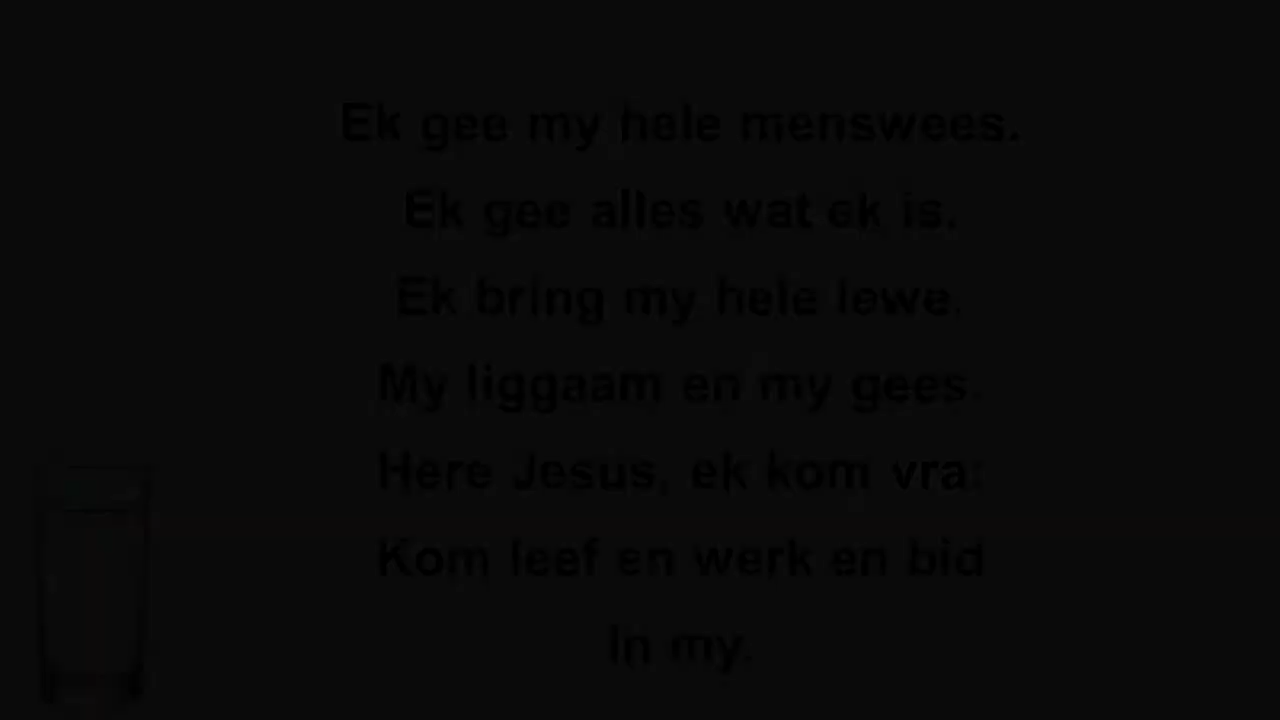 Ek gee my hele menswees.
Ek gee alles wat ek is.
Ek bring my hele lewe.
My liggaam en my gees.
Here Jesus, ek kom vra:
Kom leef en werk en bid
In my.